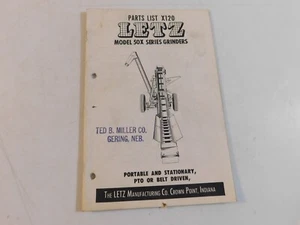 PARTS LIST X120
LETZ
MODEL 50X SERIES GRINDERS
TED B. MILLER CO.
GERING, NEB.
PORTABLE AND STATIONARY,
PTO OR BELT DRIVEN,
THE LETZ MANUFACTURING CO. CROWN POINT, INDIANA